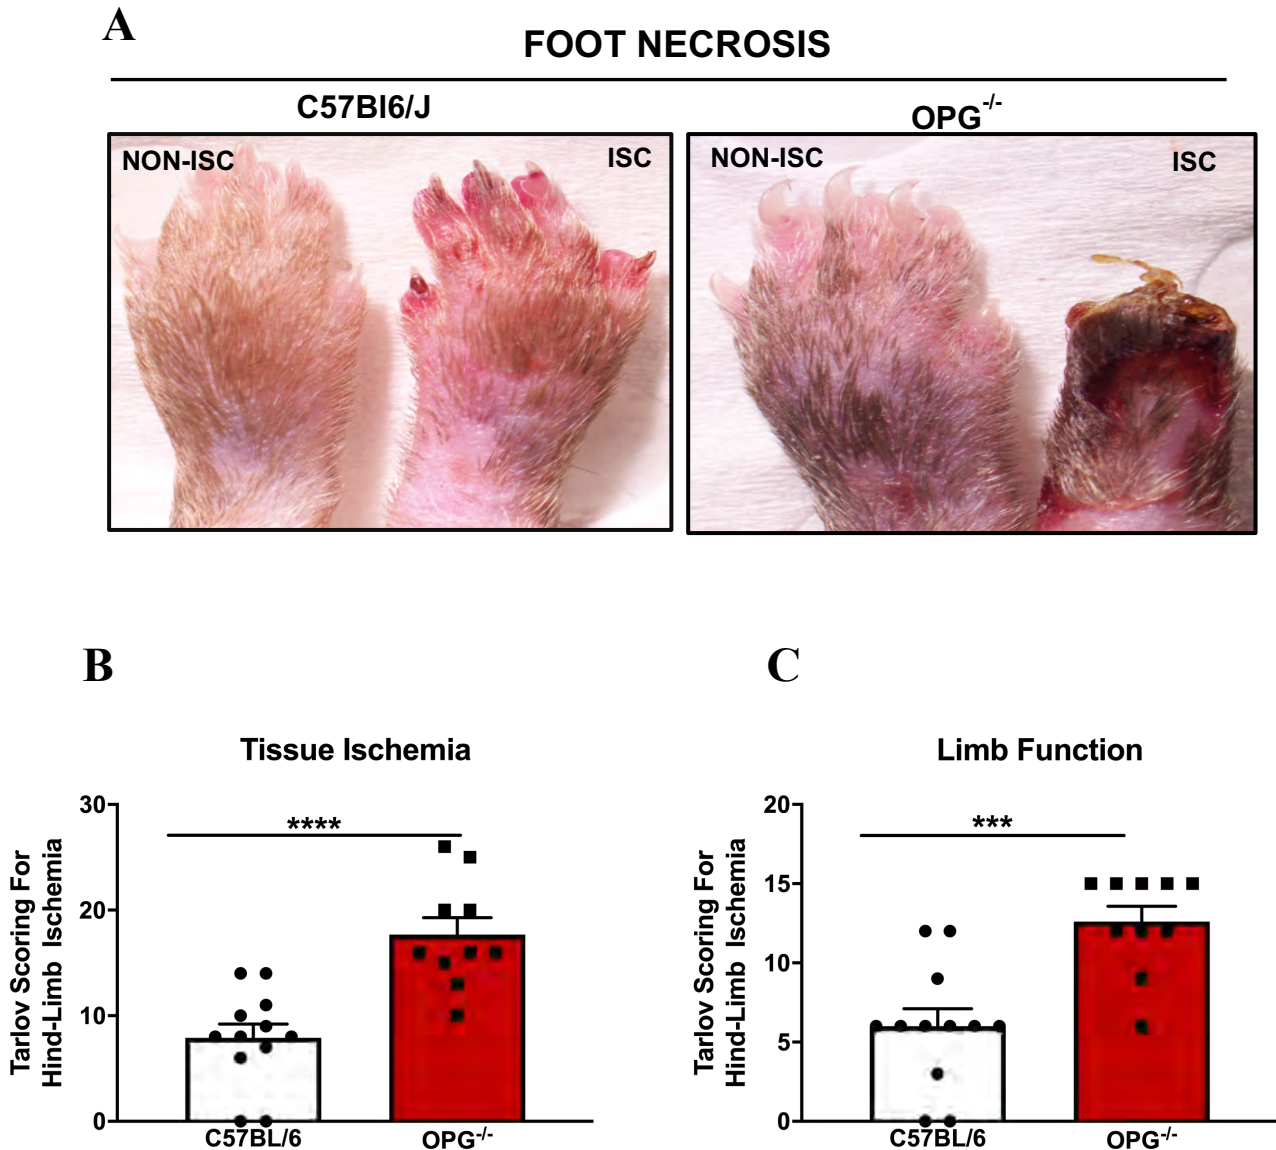 A
FOOT NECROSIS
C57Bl6/J
OPG-/-
NON-ISC
ISC
NON-ISC
ISC
B
C
Tissue Ischemia
Limb Function
Tarlov Scoring For
Hind-Limb Ischemia
30
20
10
0
****
C57BL/6
OPG-/-
Tarlov Scoring For
Hind-Limb Ischemia
20
15
10
5
0
***
C57BL/6
OPG-/-